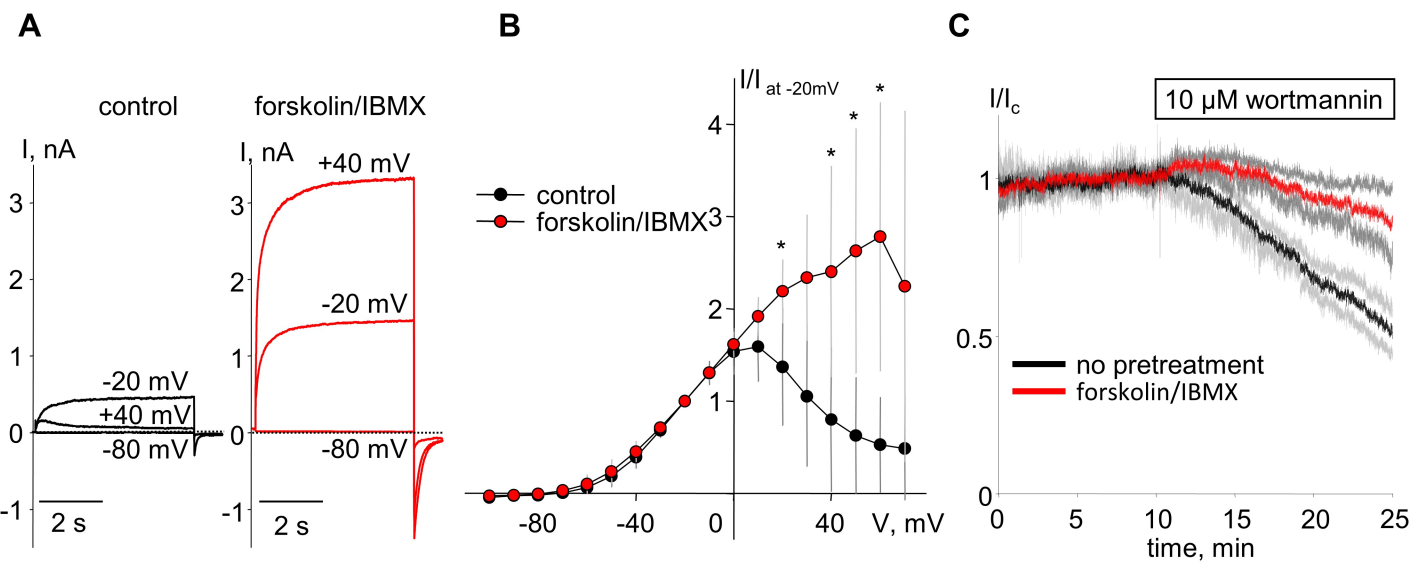 A
control
forskolin/IBMX
I, nA
3
2
1
0
-1
-20 mV
+40 mV
-80 mV
2 s
I, nA
3
2
1
0
-1
+40 mV
-20 mV
-80 mV
2 s
B
I/I at -20mV
control
forskolin/IBMX
4
3
2
1
*
*
*
*
-80
-40
0
40
V, mV
C
10 µM wortmannin
I/Ic
1
0.5
0
no pretreatment
forskolin/IBMX
0
5
10
15
20
25
time, min